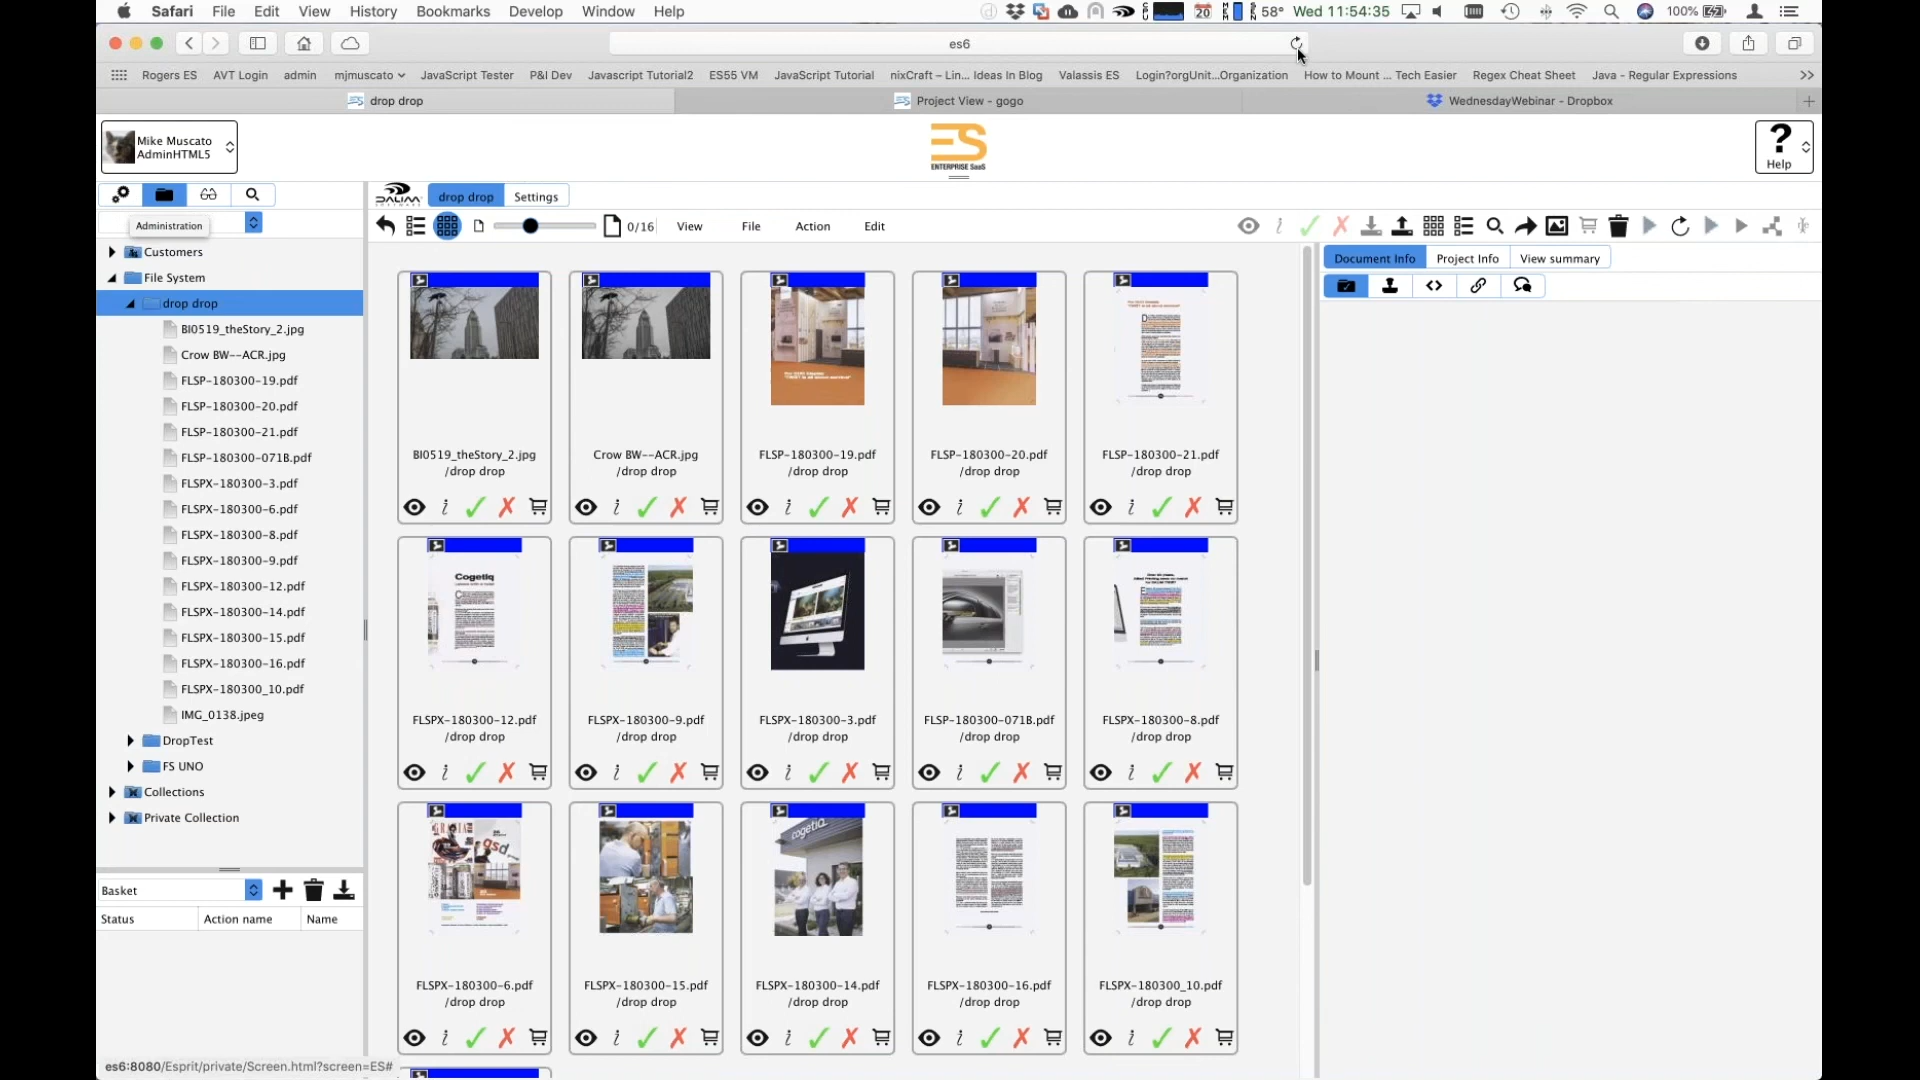 Safari File Edit View History Bookmarks Develop Window Help
20 58° Wed 11:54:35 100%
es6
Rogers ES AVT Login admin mjmuscato JavaScript Tester P&I Dev Javascript Tutorial2 ES55 VM JavaScript Tutorial nixCraft – Lin... Ideas In Blog Valassis ES Login?orgUnit...Organization How to Mount ... Tech Easier Regex Cheat Sheet Java - Regular Expressions
drop drop Project View - gogo WednesdayWebinar - Dropbox
Mike Muscato
AdminHTML5
ES
ENTERPRISE SaaS
?
Help
DALIM
SOFTWARE
drop drop Settings
0/16 View File Action Edit
Administration
Customers
File System
drop drop
BI0519_theStory_2.jpg
Crow BW--ACR.jpg
FLSP-180300-19.pdf
FLSP-180300-20.pdf
FLSP-180300-21.pdf
FLSP-180300-071B.pdf
FLSPX-180300-3.pdf
FLSPX-180300-6.pdf
FLSPX-180300-8.pdf
FLSPX-180300-9.pdf
FLSPX-180300-12.pdf
FLSPX-180300-14.pdf
FLSPX-180300-15.pdf
FLSPX-180300-16.pdf
FLSPX-180300_10.pdf
IMG_0138.jpeg
DropTest
FS UNO
Collections
Private Collection
Basket
Status Action name Name
es6:8080/Esprit/private/Screen.html?screen=ES#
BI0519_theStory_2.jpg Crow BW--ACR.jpg FLSP-180300-19.pdf FLSP-180300-20.pdf FLSP-180300-21.pdf
/drop drop /drop drop /drop drop /drop drop /drop drop
Cogetiq
FLSPX-180300-12.pdf FLSPX-180300-9.pdf FLSPX-180300-3.pdf FLSP-180300-071B.pdf FLSPX-180300-8.pdf
/drop drop /drop drop /drop drop /drop drop /drop drop
gsd
cogetiq
FLSPX-180300-6.pdf FLSPX-180300-15.pdf FLSPX-180300-14.pdf FLSPX-180300-16.pdf FLSPX-180300_10.pdf
/drop drop /drop drop /drop drop /drop drop /drop drop
Document Info Project Info View summary